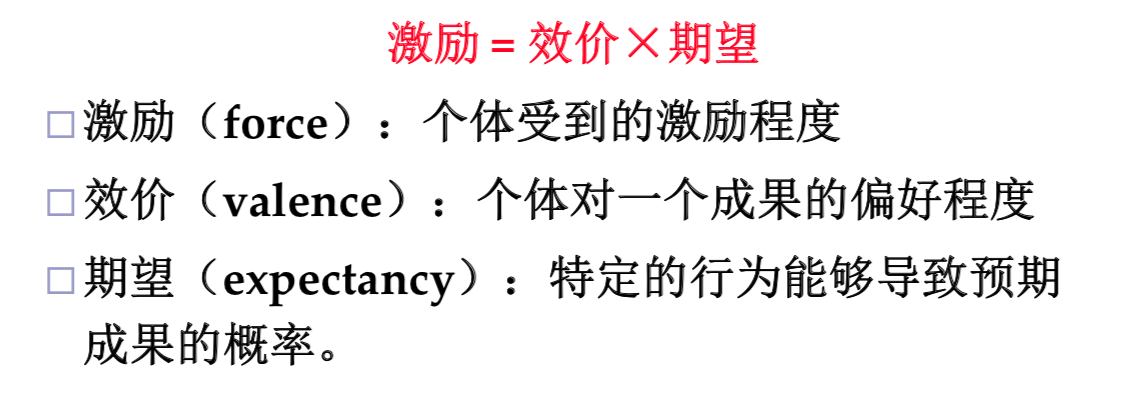 激励 = 效价×期望
□激励（force）：个体受到的激励程度
□效价（valence）：个体对一个成果的偏好程度
□期望（expectancy）：特定的行为能够导致预期
成果的概率。